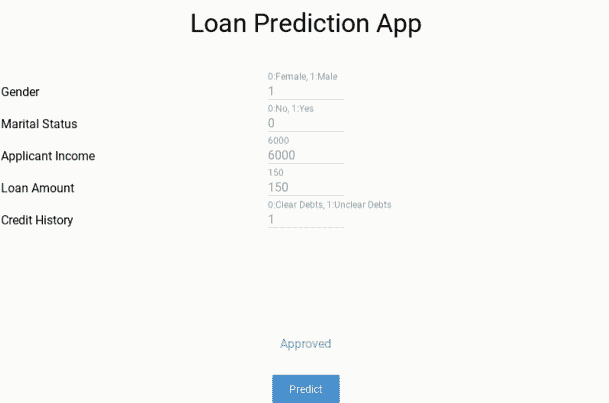 Loan Prediction App
0:Female, 1:Male
Gender
1
0:No, 1:Yes
Marital Status
0
6000
Applicant Income
6000
150
Loan Amount
150
0:Clear Debts, 1:Unclear Debts
Credit History
1
Approved
Predict